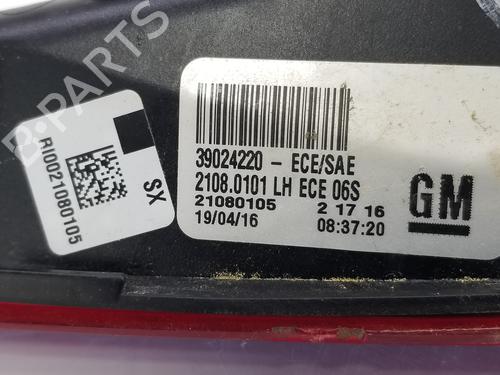 39024220 - ECE/SAE
2108.0101 LH ECE 06S
21080105 2 17 16
19/04/16 08:37:20
GM
RI0021080105
SX
B-PARTS